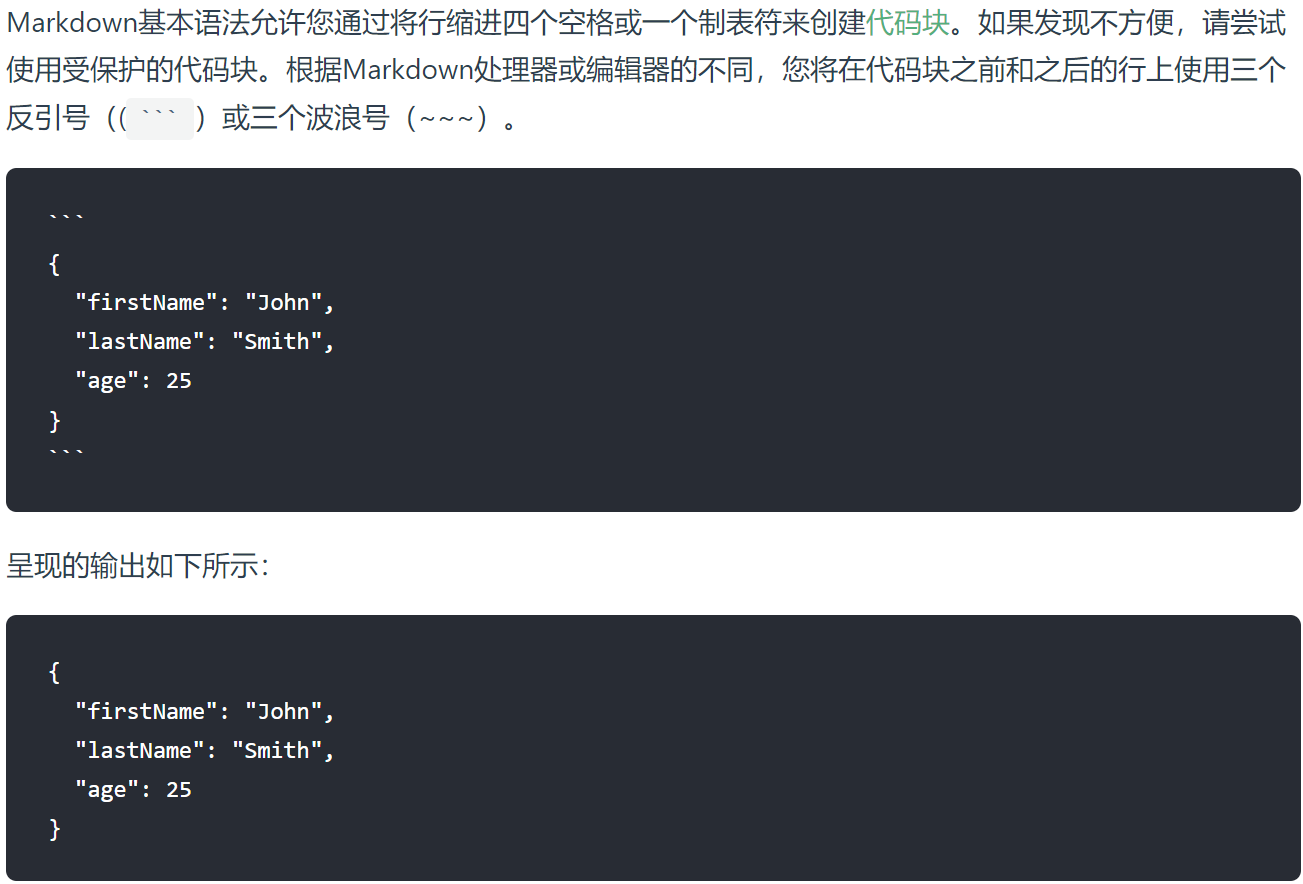 Markdown基本语法允许您通过将行缩进四个空格或一个制表符来创建代码块。如果发现不方便，请尝试
使用受保护的代码块。根据Markdown处理器或编辑器的不同，您将在代码块之前和之后的行上使用三个
反引号（(```）或三个波浪号（~~~）。
```
{
  "firstName": "John",
  "lastName": "Smith",
  "age": 25
}
```
呈现的输出如下所示：
{
  "firstName": "John",
  "lastName": "Smith",
  "age": 25
}